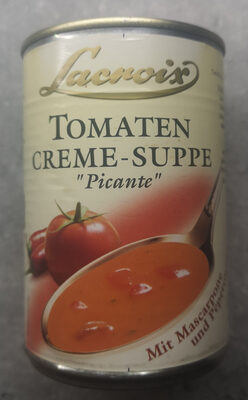 Lacroix
TOMATEN
CREME-SUPPE
"Picante"
Mit Mascarpone
und